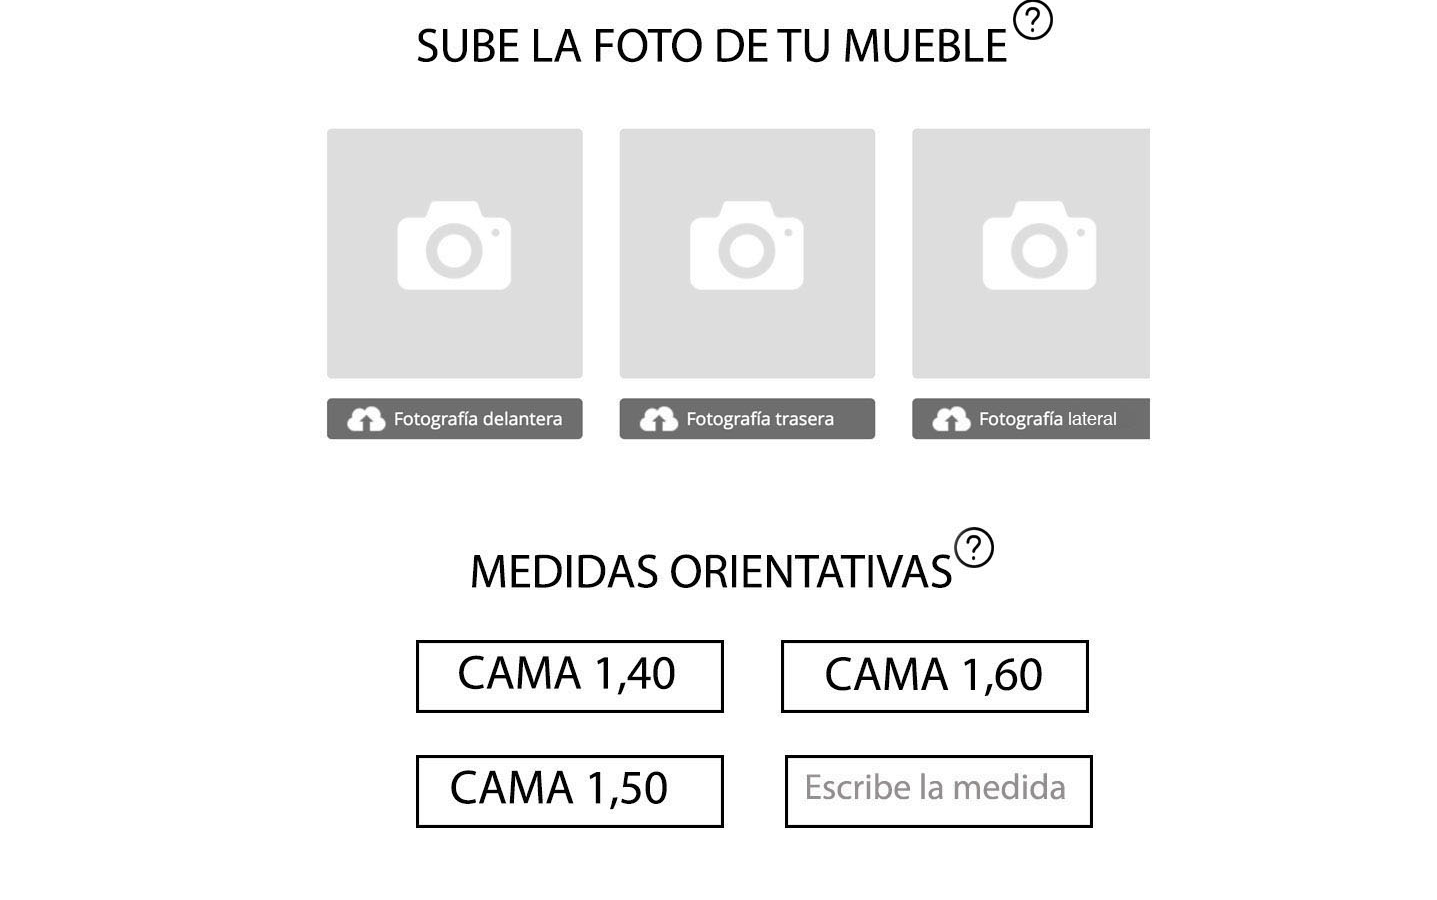 SUBE LA FOTO DE TU MUEBLE ?
Fotografía delantera
Fotografía trasera
Fotografía lateral
MEDIDAS ORIENTATIVAS ?
CAMA 1,40
CAMA 1,60
CAMA 1,50
Escribe la medida